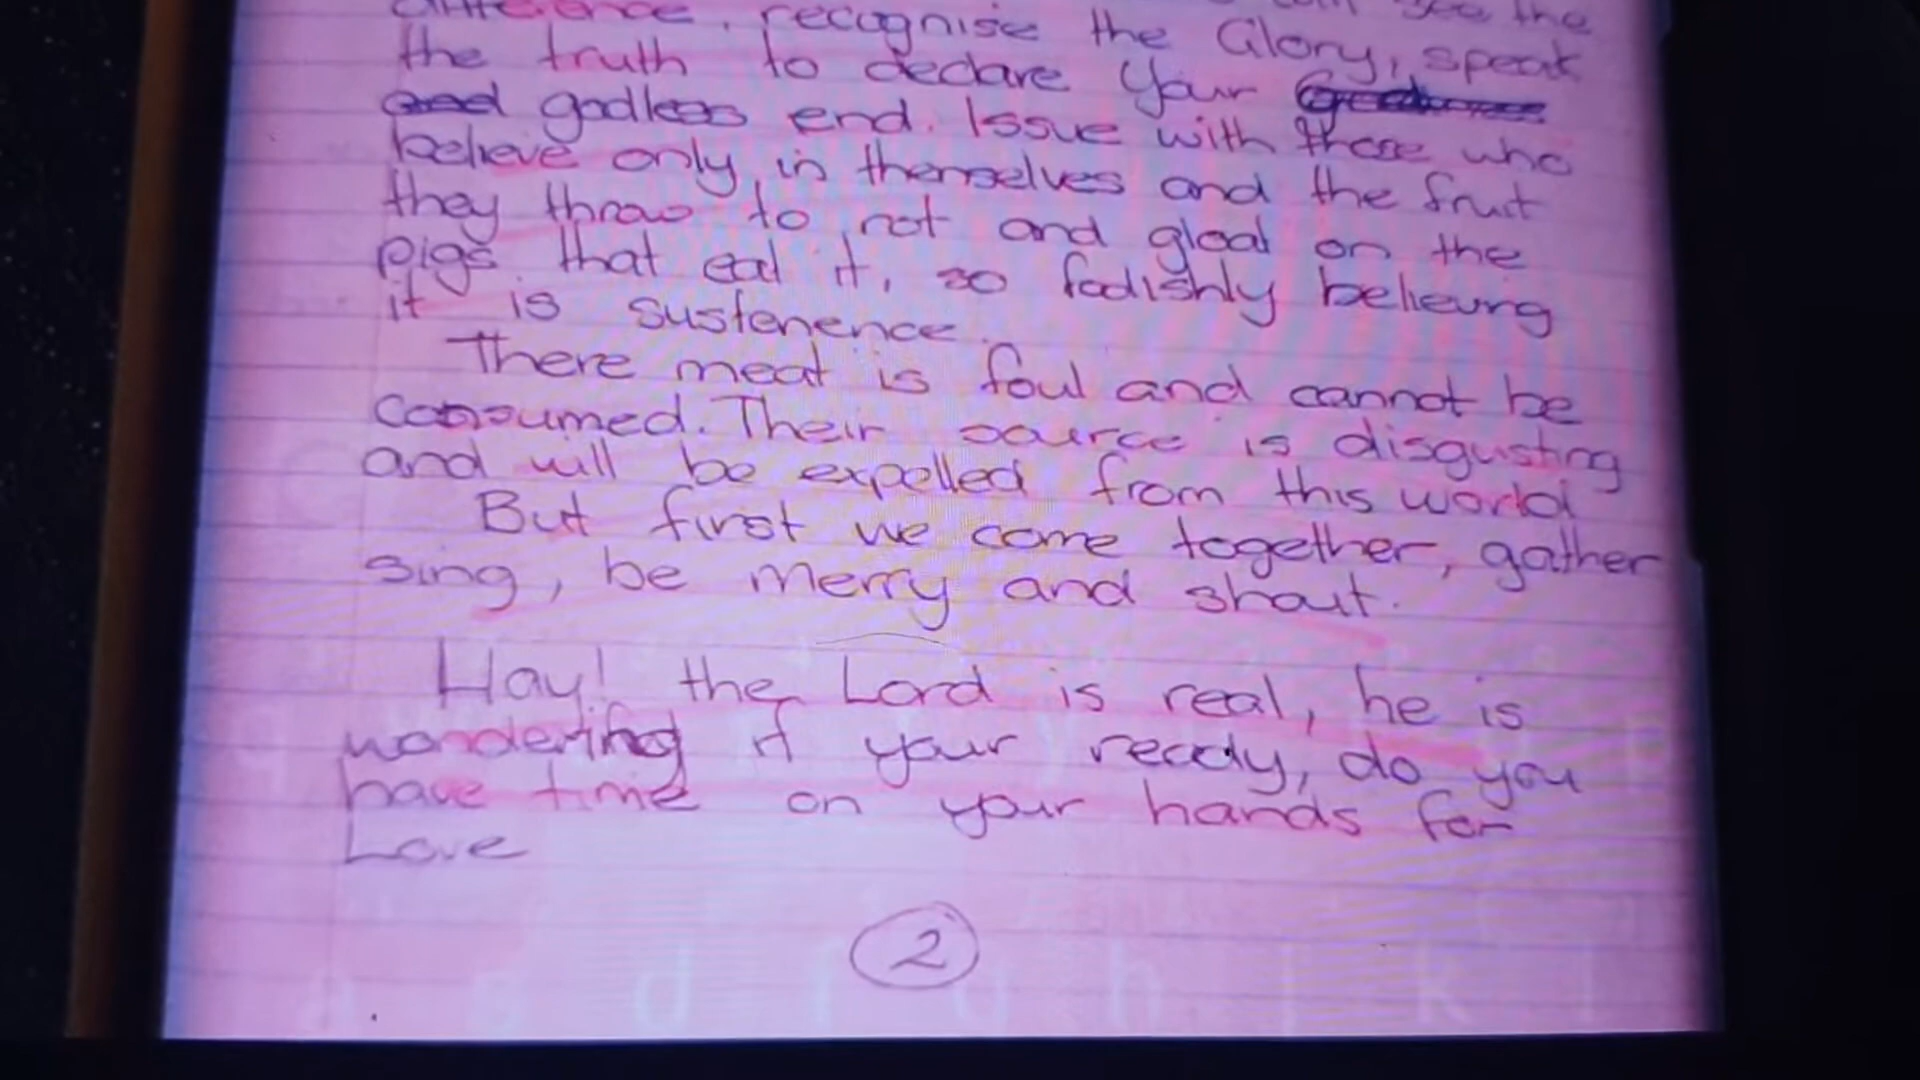 difference, recognise the Glory, speak
the truth to declare your
godless end. Issue with those who
believe only in themselves and the fruit
they throw to rot and gloat on the
pigs that eat it, so foolishly believing
it is sustenence.
There meat is foul and cannot be
consumed. Their source is disgusting
and will be expelled from this world
But first we come together, gather
sing, be merry and shout.
Hay! the Lord is real, he is
wondering if your ready, do you
have time on your hands for
Love
2